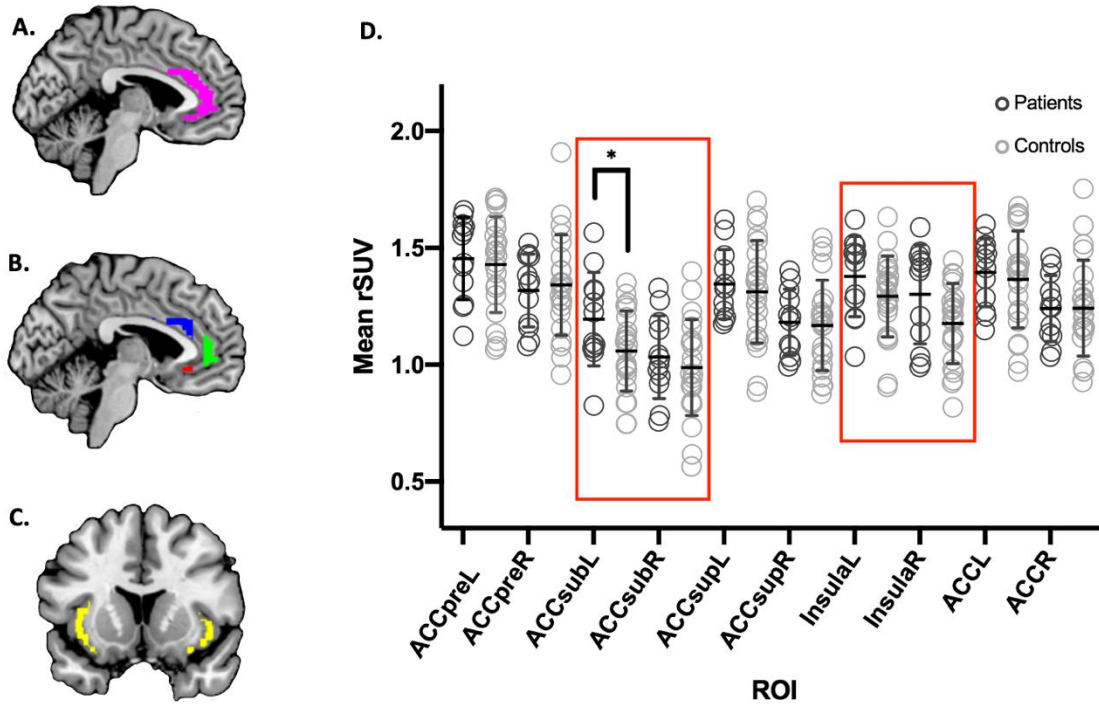 A.
B.
C.
D.
Patients
Controls
*
Mean rSUV
2.0
1.5
1.0
0.5
ACCpreL
ACCpreR
ACCsubL
ACCsubR
ACCsupL
ACCsupR
InsulaL
InsulaR
ACCL
ACCR
ROI